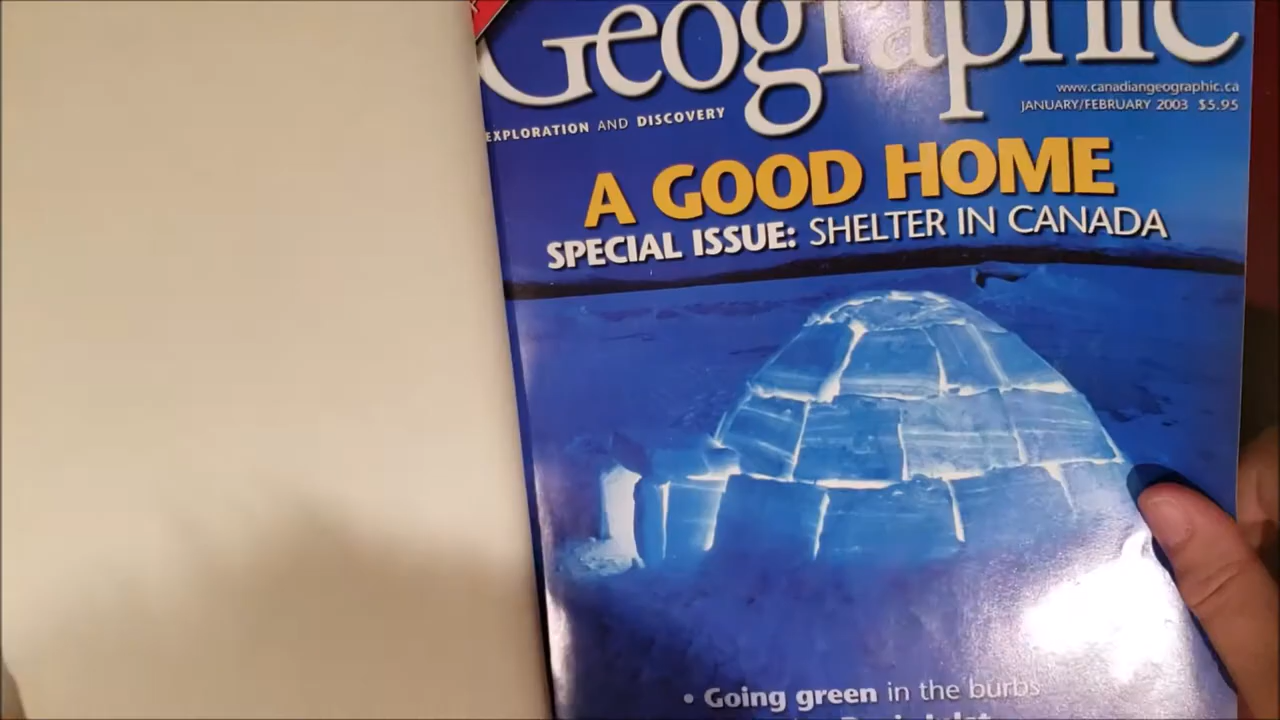 Geographic
www.canadiangeographic.ca
JANUARY/FEBRUARY 2003 $5.95
EXPLORATION AND DISCOVERY
A GOOD HOME
SPECIAL ISSUE: SHELTER IN CANADA
• Going green in the burbs